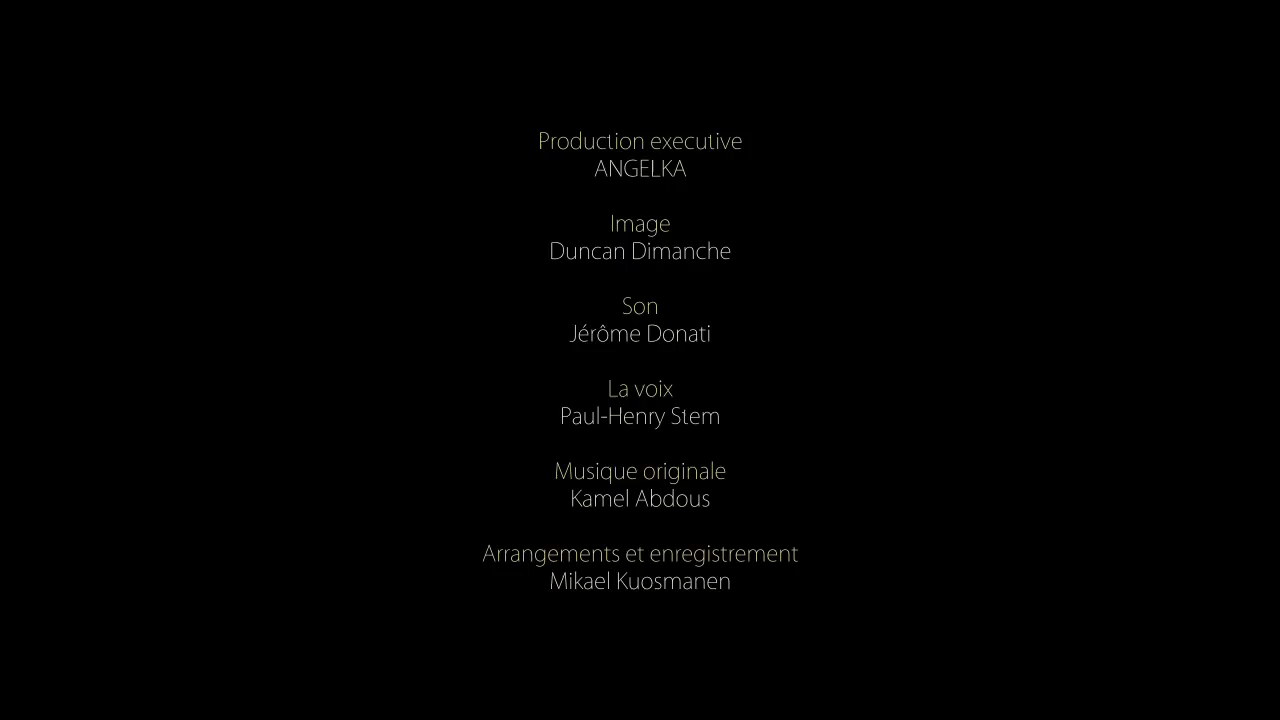 Production executive
ANGELKA
Image
Duncan Dimanche
Son
Jérôme Donati
La voix
Paul-Henry Stem
Musique originale
Kamel Abdous
Arrangements et enregistrement
Mikael Kuosmanen